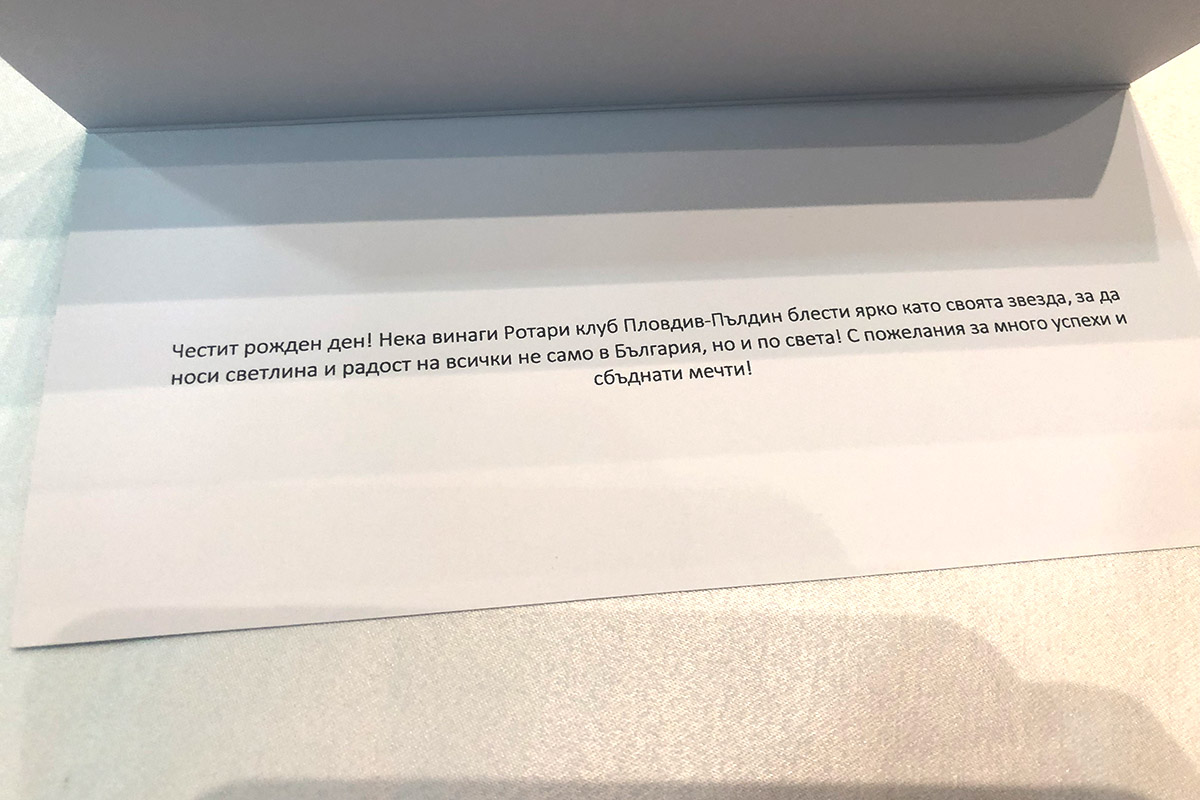 Честит рожден ден! Нека винаги Ротари клуб Пловдив-Пълдин блести ярко като своята звезда, за да
носи светлина и радост на всички не само в България, но и по света! С пожелания за много успехи и
сбъднати мечти!